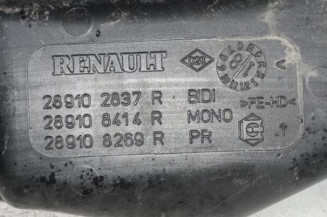 RENAULT
28910 2837 R BIDI
28910 8414 R MONO
28910 8269 R PR
>PE-HD<